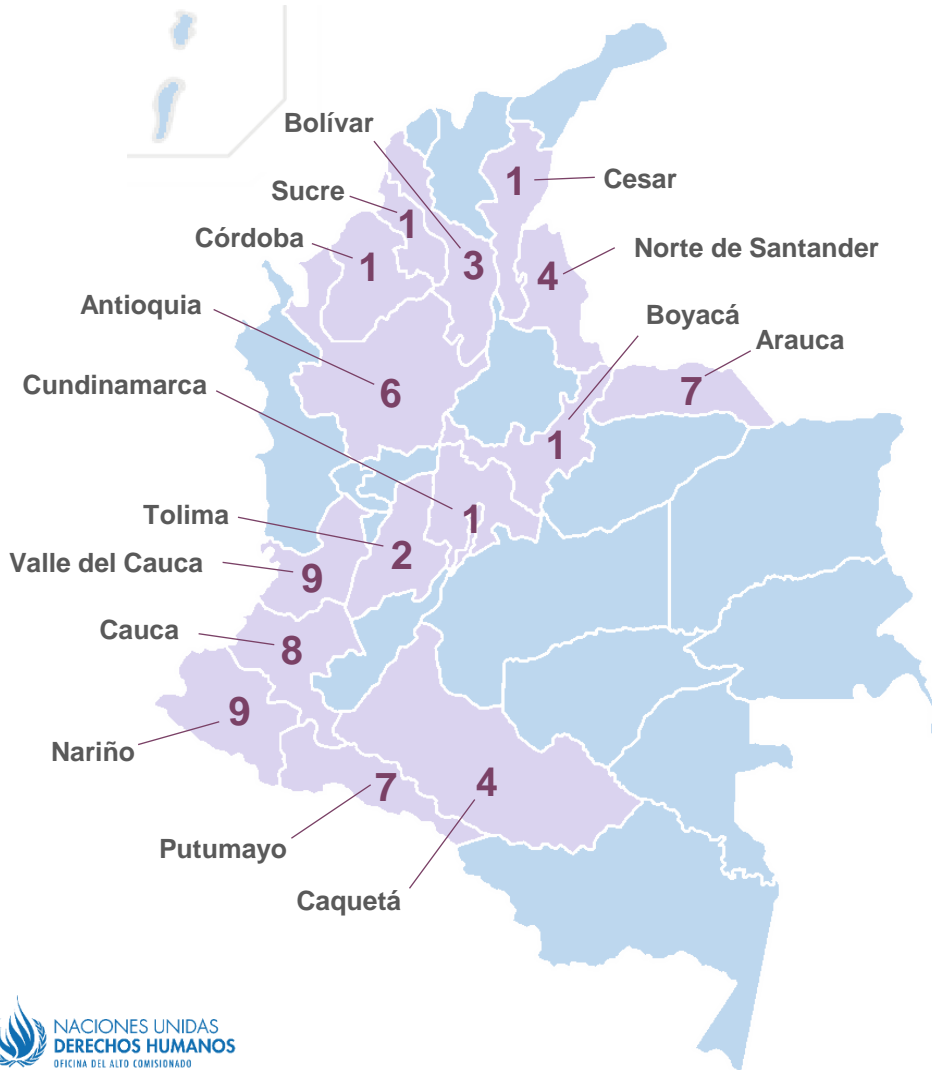 Bolívar
1
Cesar
Sucre
1
Córdoba
1
3
4
Norte de Santander
Antioquia
Boyacá
Arauca
Cundinamarca
6
7
1
Tolima
1
2
Valle del Cauca
9
Cauca
8
9
Nariño
7
4
Putumayo
Caquetá
NACIONES UNIDAS
DERECHOS HUMANOS
OFICINA DEL ALTO COMISIONADO